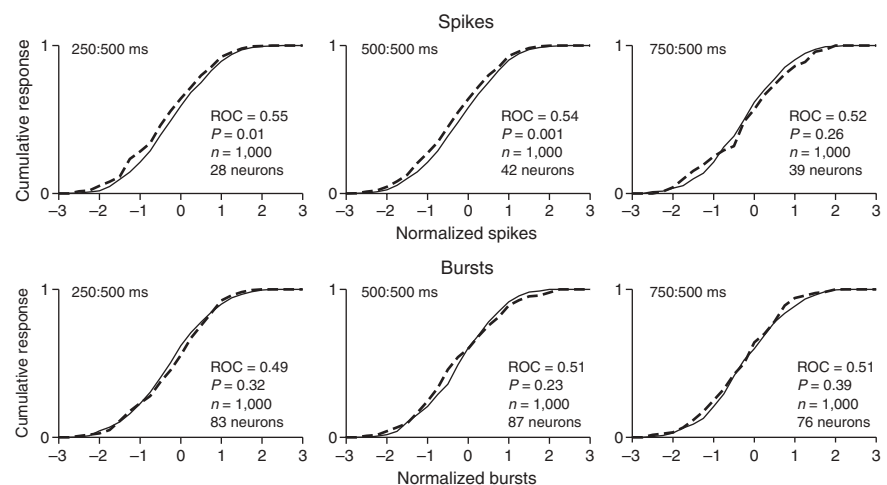 Spikes
Cumulative response
1
0
250:500 ms
ROC = 0.55
P = 0.01
n = 1,000
28 neurons
−3 −2 −1 0 1 2 3
1
0
500:500 ms
ROC = 0.54
P = 0.001
n = 1,000
42 neurons
−3 −2 −1 0 1 2 3
1
0
750:500 ms
ROC = 0.52
P = 0.26
n = 1,000
39 neurons
−3 −2 −1 0 1 2 3
Normalized spikes
Bursts
Cumulative response
1
0
250:500 ms
ROC = 0.49
P = 0.32
n = 1,000
83 neurons
−3 −2 −1 0 1 2 3
1
0
500:500 ms
ROC = 0.51
P = 0.23
n = 1,000
87 neurons
−3 −2 −1 0 1 2 3
1
0
750:500 ms
ROC = 0.51
P = 0.39
n = 1,000
76 neurons
−3 −2 −1 0 1 2 3
Normalized bursts